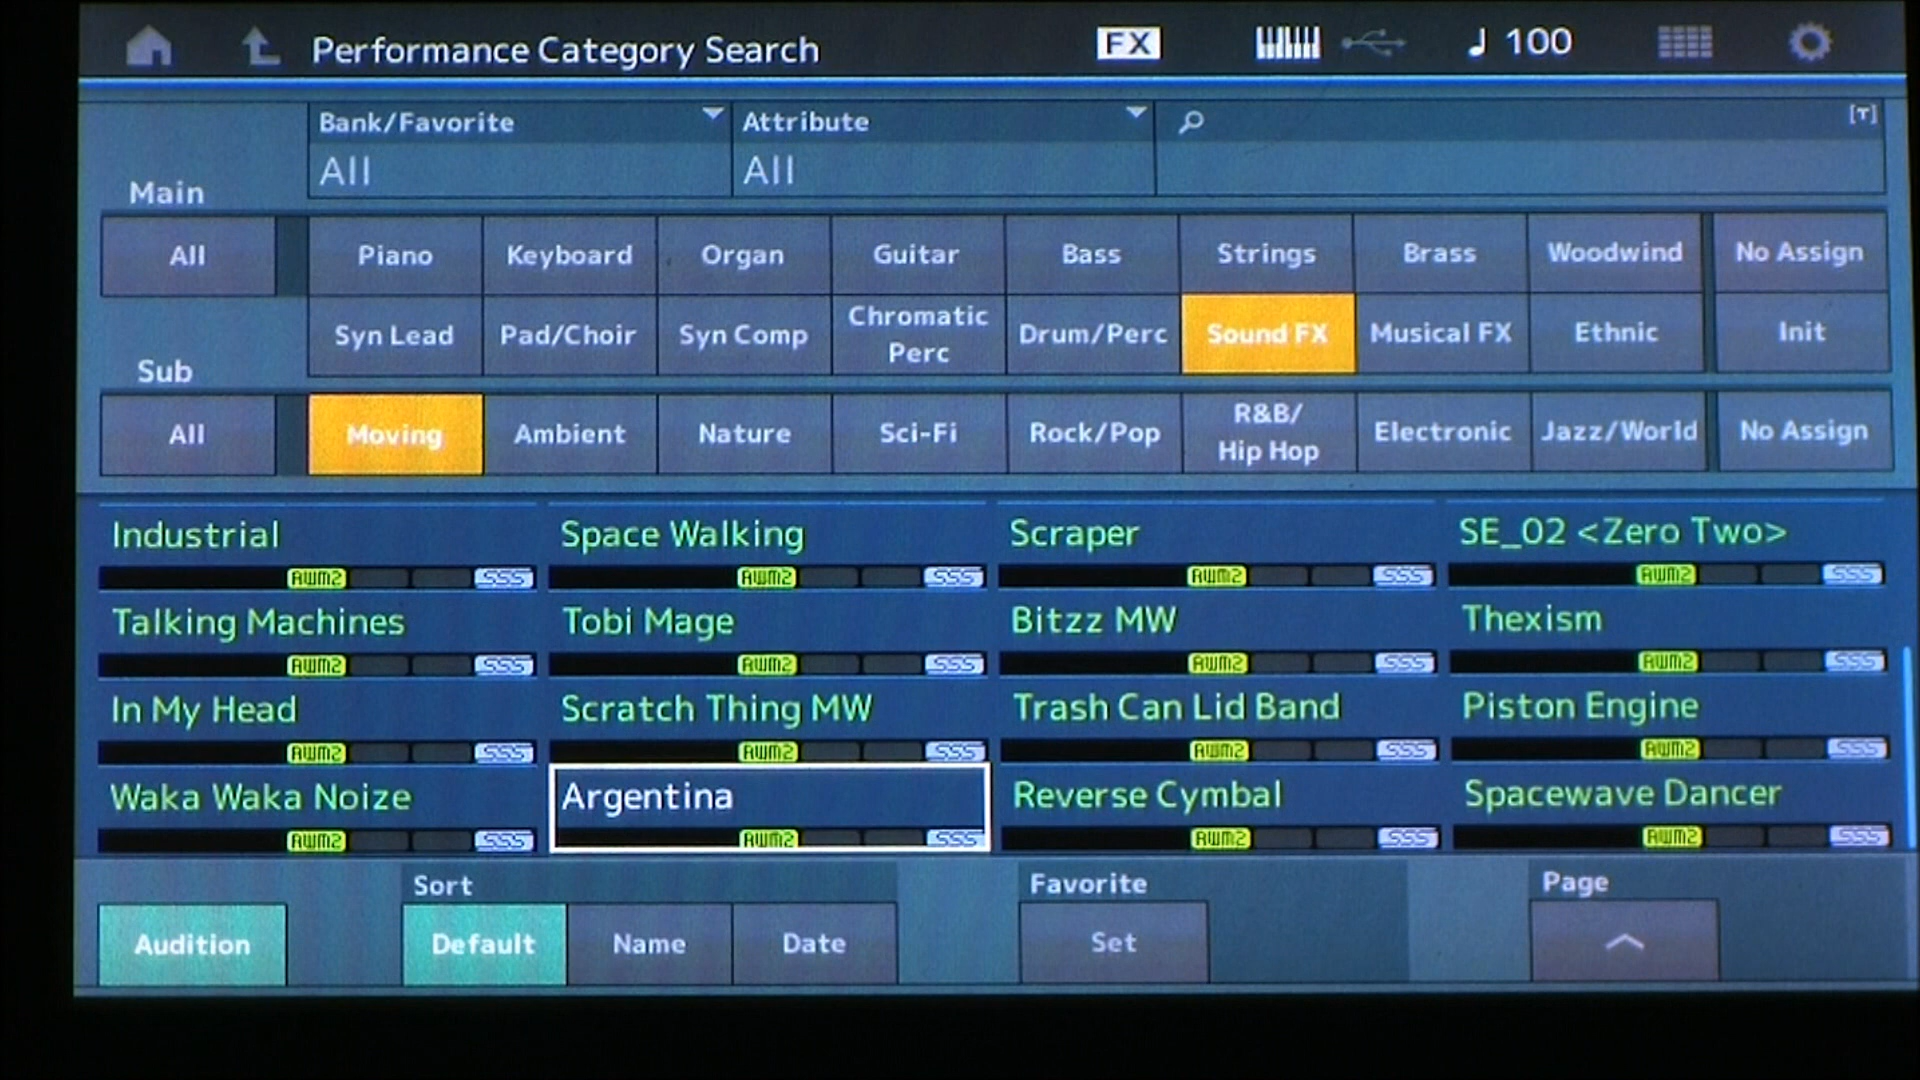 Performance Category Search FX 100
Bank/Favorite Attribute [T]
All All
Main
All Piano Keyboard Organ Guitar Bass Strings Brass Woodwind No Assign
Syn Lead Pad/Choir Syn Comp Chromatic Perc Drum/Perc Sound FX Musical FX Ethnic Init
Sub
All Moving Ambient Nature Sci-Fi Rock/Pop R&B/ Hip Hop Electronic Jazz/World No Assign
Industrial Space Walking Scraper SE_02 <Zero Two>
AWM2 SSS AWM2 SSS AWM2 SSS AWM2 SSS
Talking Machines Tobi Mage Bitzz MW Thexism
AWM2 SSS AWM2 SSS AWM2 SSS AWM2 SSS
In My Head Scratch Thing MW Trash Can Lid Band Piston Engine
AWM2 SSS AWM2 SSS AWM2 SSS AWM2 SSS
Waka Waka Noize Argentina Reverse Cymbal Spacewave Dancer
AWM2 SSS AWM2 SSS AWM2 SSS AWM2 SSS
Sort Favorite Page
Audition Default Name Date Set